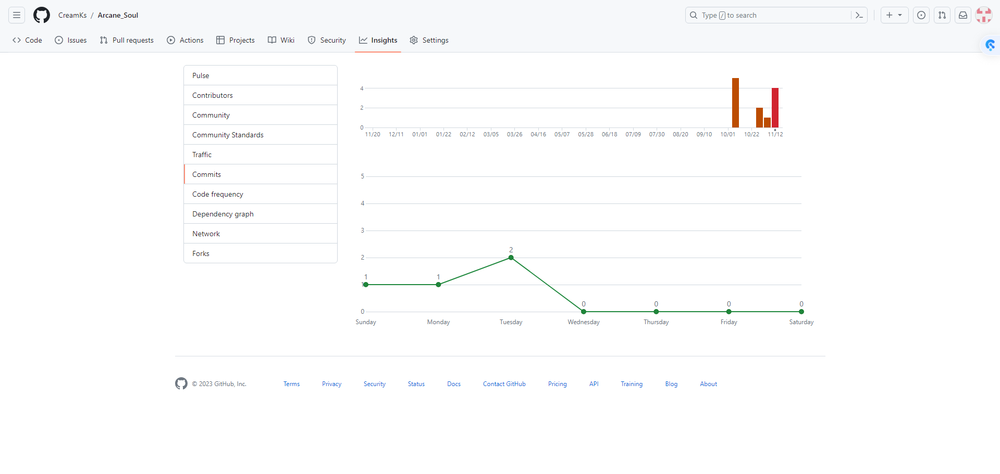 CreamKs / Arcane_Soul
Type / to search
Code Issues Pull requests Actions Projects Wiki Security Insights Settings
Pulse
Contributors
Community
Community Standards
Traffic
Commits
Code frequency
Dependency graph
Network
Forks
4
2
0
11/20 12/11 01/01 01/22 02/12 03/05 03/26 04/16 05/07 05/28 06/18 07/09 07/30 08/20 09/10 10/01 10/22 11/12
5
4
3
2
1
0
1 1 2 0 0 0 0
Sunday Monday Tuesday Wednesday Thursday Friday Saturday
© 2023 GitHub, Inc. Terms Privacy Security Status Docs Contact GitHub Pricing API Training Blog About